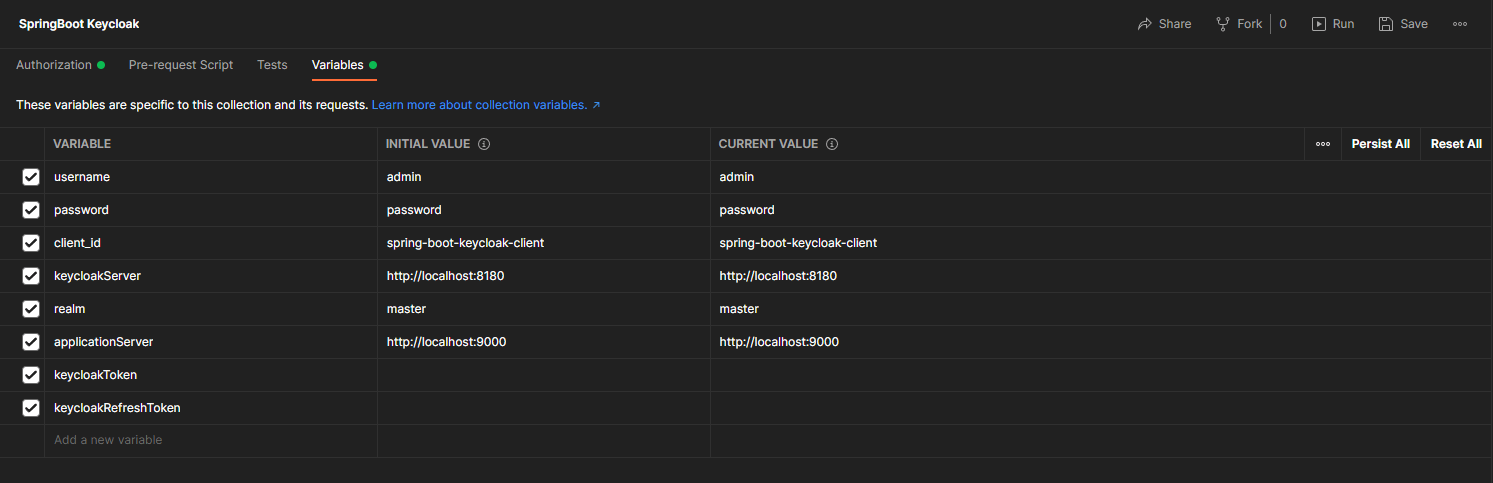 SpringBoot Keycloak Share Fork 0 Run Save
Authorization Pre-request Script Tests Variables
These variables are specific to this collection and its requests. Learn more about collection variables. ↗
VARIABLE INITIAL VALUE CURRENT VALUE Persist All Reset All
username admin admin
password password password
client_id spring-boot-keycloak-client spring-boot-keycloak-client
keycloakServer http://localhost:8180 http://localhost:8180
realm master master
applicationServer http://localhost:9000 http://localhost:9000
keycloakToken
keycloakRefreshToken
Add a new variable